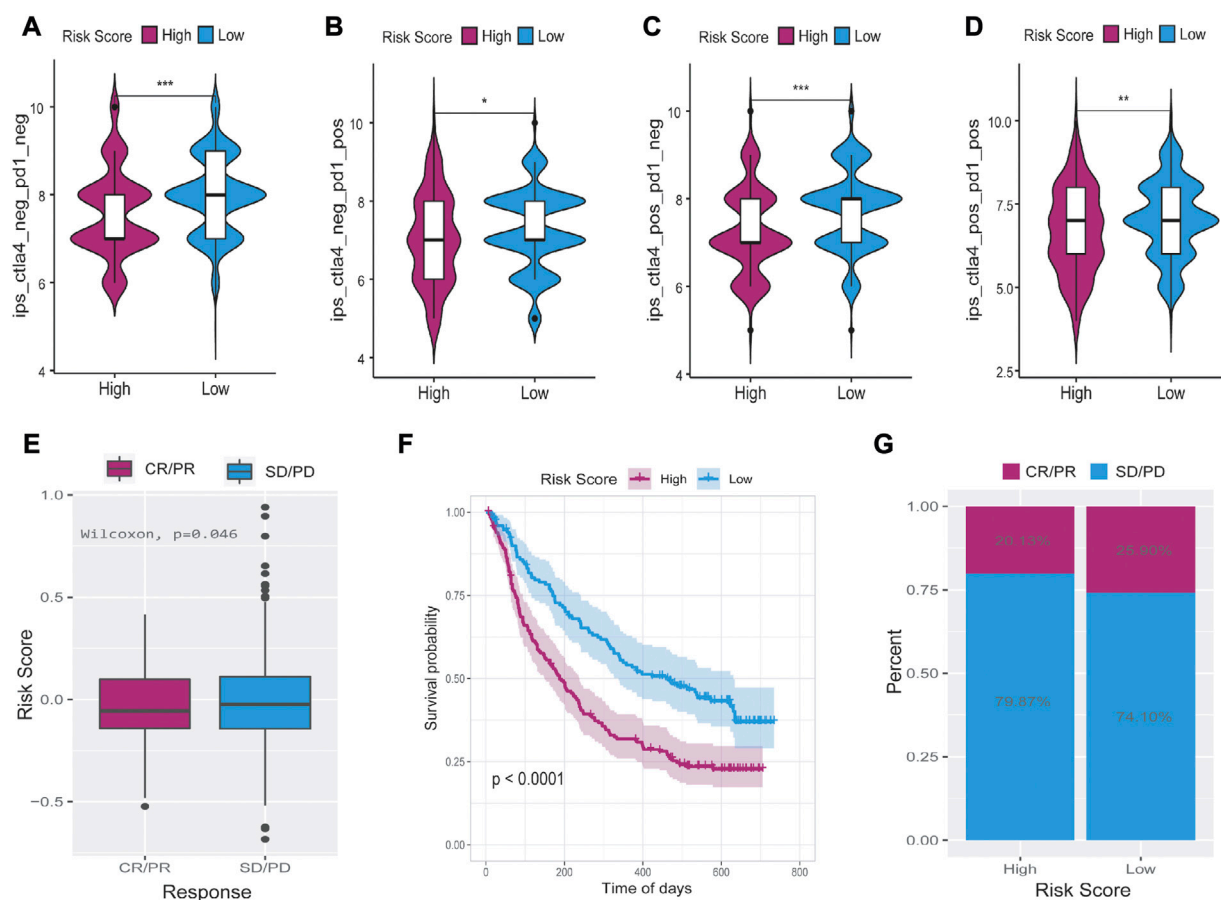 A
Risk Score High Low
ips_ctla4_neg_pd1_neg
10
8
6
4
***
High Low
B
Risk Score High Low
ips_ctla4_neg_pd1_pos
10
8
6
4
*
High Low
C
Risk Score High Low
ips_ctla4_pos_pd1_neg
10
8
6
4
***
High Low
D
Risk Score High Low
ips_ctla4_pos_pd1_pos
10.0
7.5
5.0
2.5
**
High Low
E
CR/PR SD/PD
Risk Score
1.0
0.5
0.0
−0.5
Wilcoxon, p=0.046
CR/PR SD/PD
Response
F
Risk Score High Low
Survival probability
1.00
0.75
0.50
0.25
0.00
p < 0.0001
0 200 400 600 800
Time of days
G
CR/PR SD/PD
Percent
1.00
0.75
0.50
0.25
0.00
20.13% 25.90%
79.87% 74.10%
High Low
Risk Score